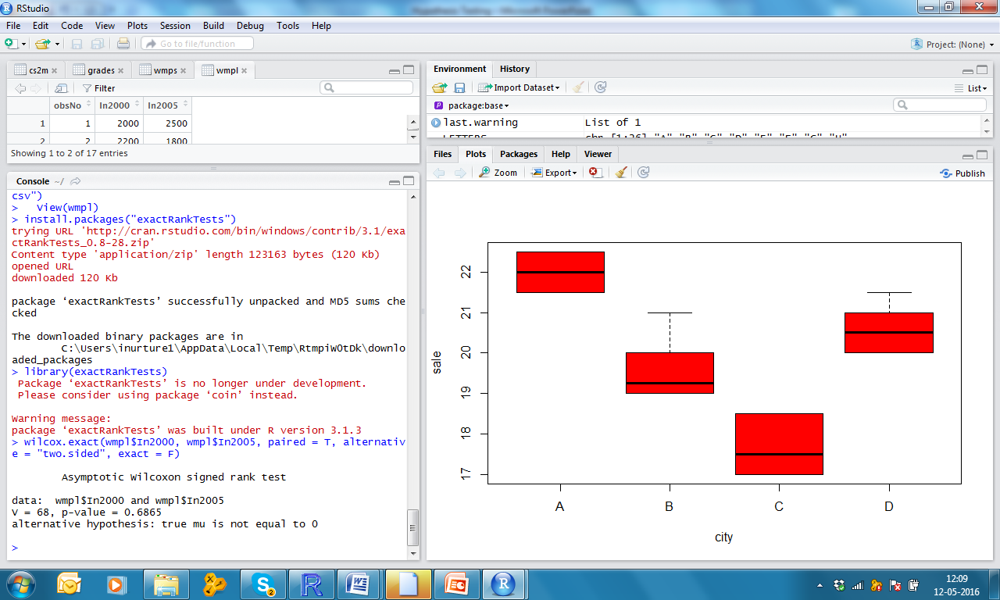 RStudio
File Edit Code View Plots Session Build Debug Tools Help
Go to file/function
Project: (None)
cs2m grades wmps wmpl
Filter
obsNo In2000 In2005
1 1 2000 2500
2 2 2200 1800
Showing 1 to 2 of 17 entries
Console ~/
csv")
> View(wmpl)
> install.packages("exactRankTests")
trying URL 'http://cran.rstudio.com/bin/windows/contrib/3.1/exa
ctRankTests_0.8-28.zip'
Content type 'application/zip' length 123163 bytes (120 Kb)
opened URL
downloaded 120 Kb
package ‘exactRankTests’ successfully unpacked and MD5 sums che
cked
The downloaded binary packages are in
C:\Users\inurture1\AppData\Local\Temp\RtmpiWOtDk\downlo
aded_packages
> library(exactRankTests)
Package ‘exactRankTests’ is no longer under development.
Please consider using package ‘coin’ instead.
Warning message:
package ‘exactRankTests’ was built under R version 3.1.3
> wilcox.exact(wmpl$In2000, wmpl$In2005, paired = T, alternativ
e = "two.sided", exact = F)
Asymptotic Wilcoxon signed rank test
data: wmpl$In2000 and wmpl$In2005
V = 68, p-value = 0.6865
alternative hypothesis: true mu is not equal to 0
>
Environment History
Import Dataset List
package:base
last.warning List of 1
LETTERS chr [1:26] "A" "B" "C" "D" "E" "F" "G" "H"
Files Plots Packages Help Viewer
Zoom Export Publish
22
21
20
19
18
17
sale
A B C D
city
12:09
12-05-2016